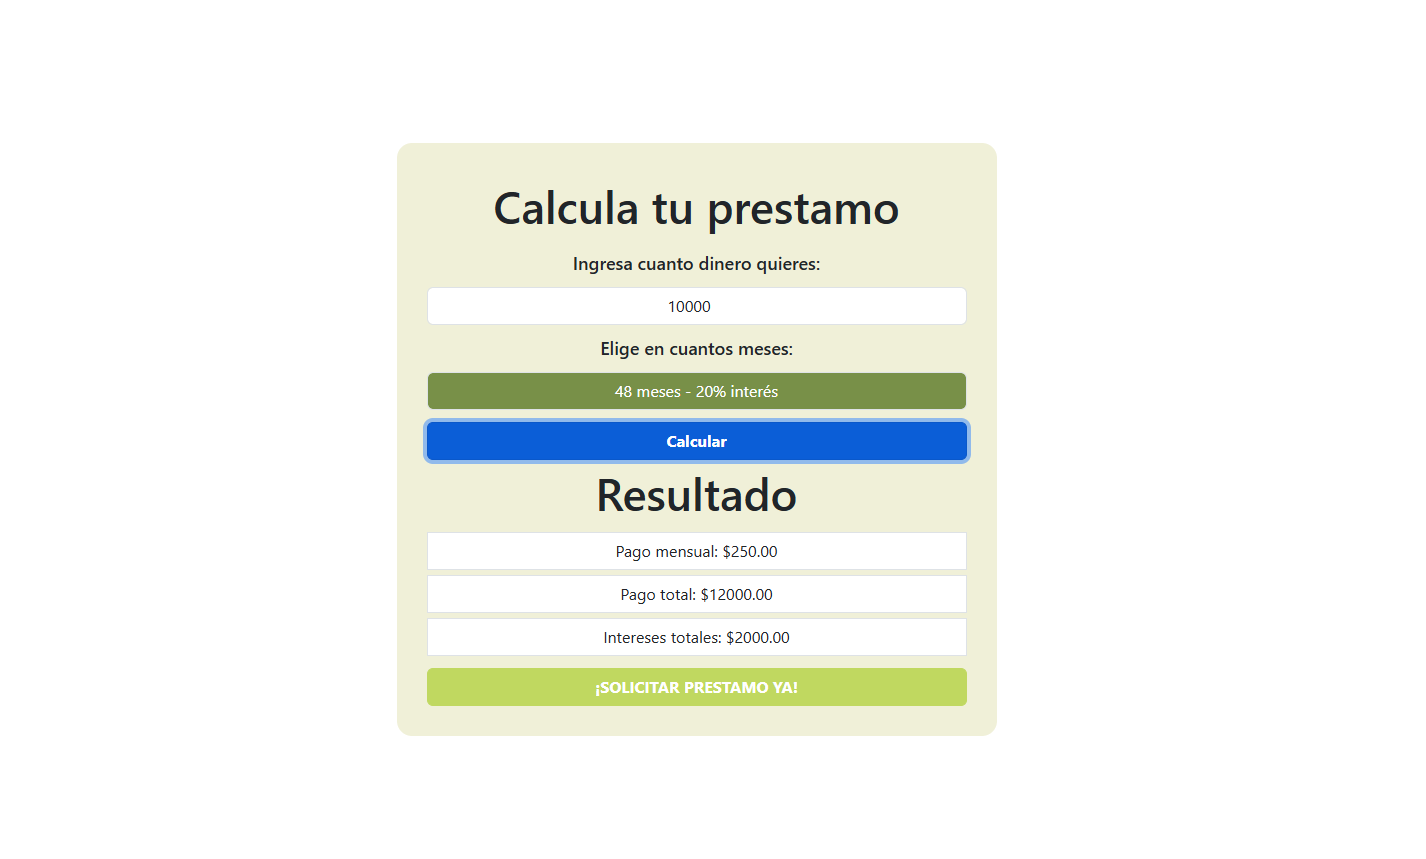 Calcula tu prestamo
Ingresa cuanto dinero quieres:
10000
Elige en cuantos meses:
48 meses - 20% interés
Calcular
Resultado
Pago mensual: $250.00
Pago total: $12000.00
Intereses totales: $2000.00
¡SOLICITAR PRESTAMO YA!